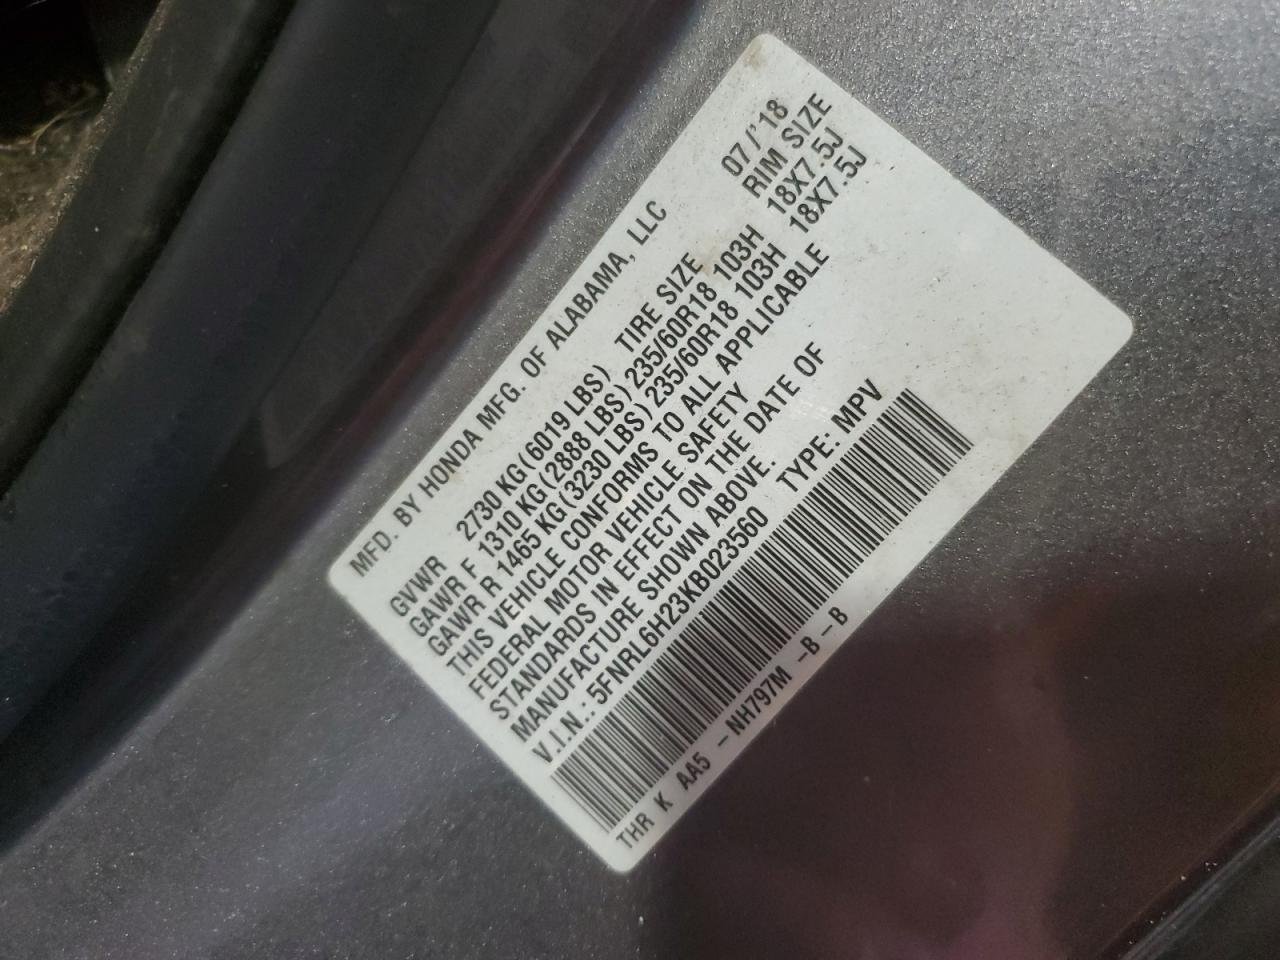 MFD. BY HONDA MFG. OF ALABAMA, LLC 07/'18
GVWR 2730 KG (6019 LBS) TIRE SIZE RIM SIZE
GAWR F 1310 KG (2888 LBS) 235/60R18 103H 18X7.5J
GAWR R 1465 KG (3230 LBS) 235/60R18 103H 18X7.5J
THIS VEHICLE CONFORMS TO ALL APPLICABLE
FEDERAL MOTOR VEHICLE SAFETY
STANDARDS IN EFFECT ON THE DATE OF
MANUFACTURE SHOWN ABOVE.
V.I.N.: 5FNRL6H23KB023560 TYPE: MPV
THR K AA5 -NH797M -B-B